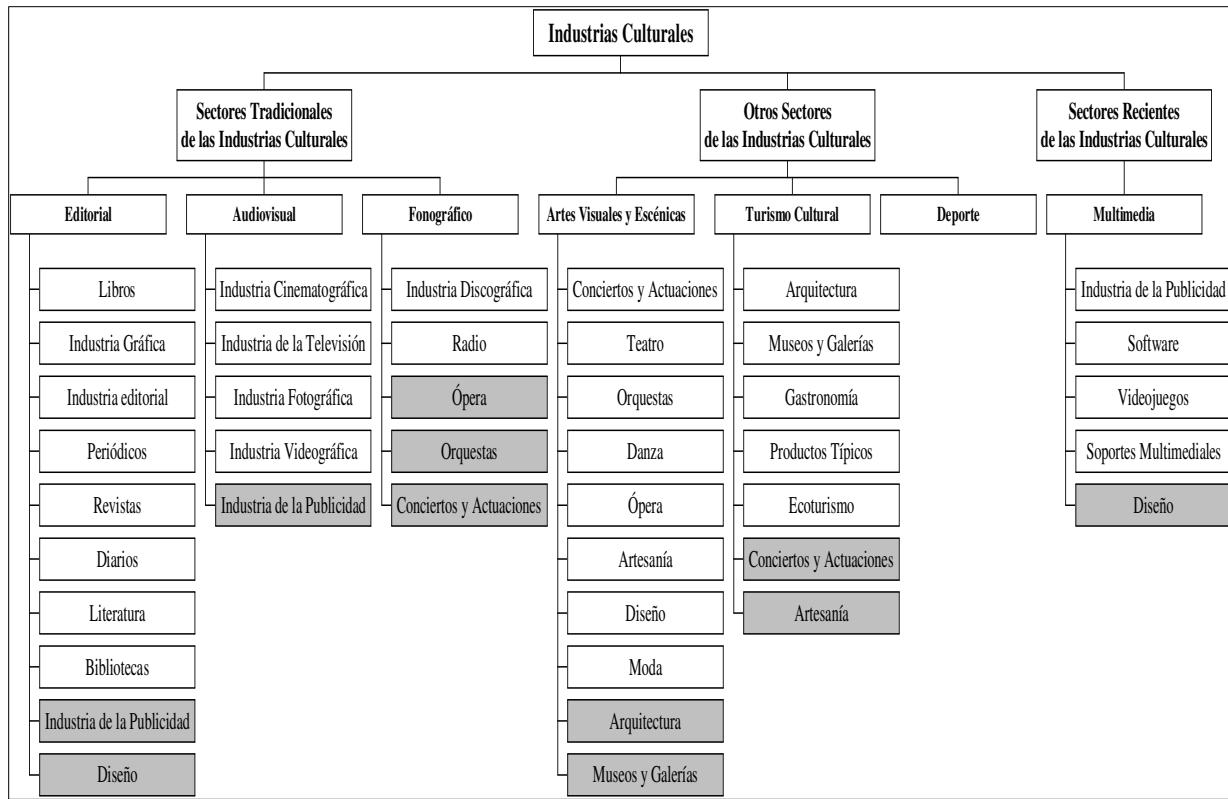 Industrias Culturales
Sectores Tradicionales
de las Industrias Culturales
Otros Sectores
de las Industrias Culturales
Sectores Recientes
de las Industrias Culturales
Editorial
Audiovisual
Fonográfico
Artes Visuales y Escénicas
Turismo Cultural
Deporte
Multimedia
Libros
Industria Gráfica
Industria editorial
Periódicos
Revistas
Diarios
Literatura
Bibliotecas
Industria de la Publicidad
Diseño
Industria Cinematográfica
Industria de la Televisión
Industria Fotográfica
Industria Videográfica
Industria de la Publicidad
Industria Discográfica
Radio
Ópera
Orquestas
Conciertos y Actuaciones
Conciertos y Actuaciones
Teatro
Orquestas
Danza
Ópera
Artesanía
Diseño
Moda
Arquitectura
Museos y Galerías
Arquitectura
Museos y Galerías
Gastronomía
Productos Típicos
Ecoturismo
Conciertos y Actuaciones
Artesanía
Industria de la Publicidad
Software
Videojuegos
Soportes Multimediales
Diseño